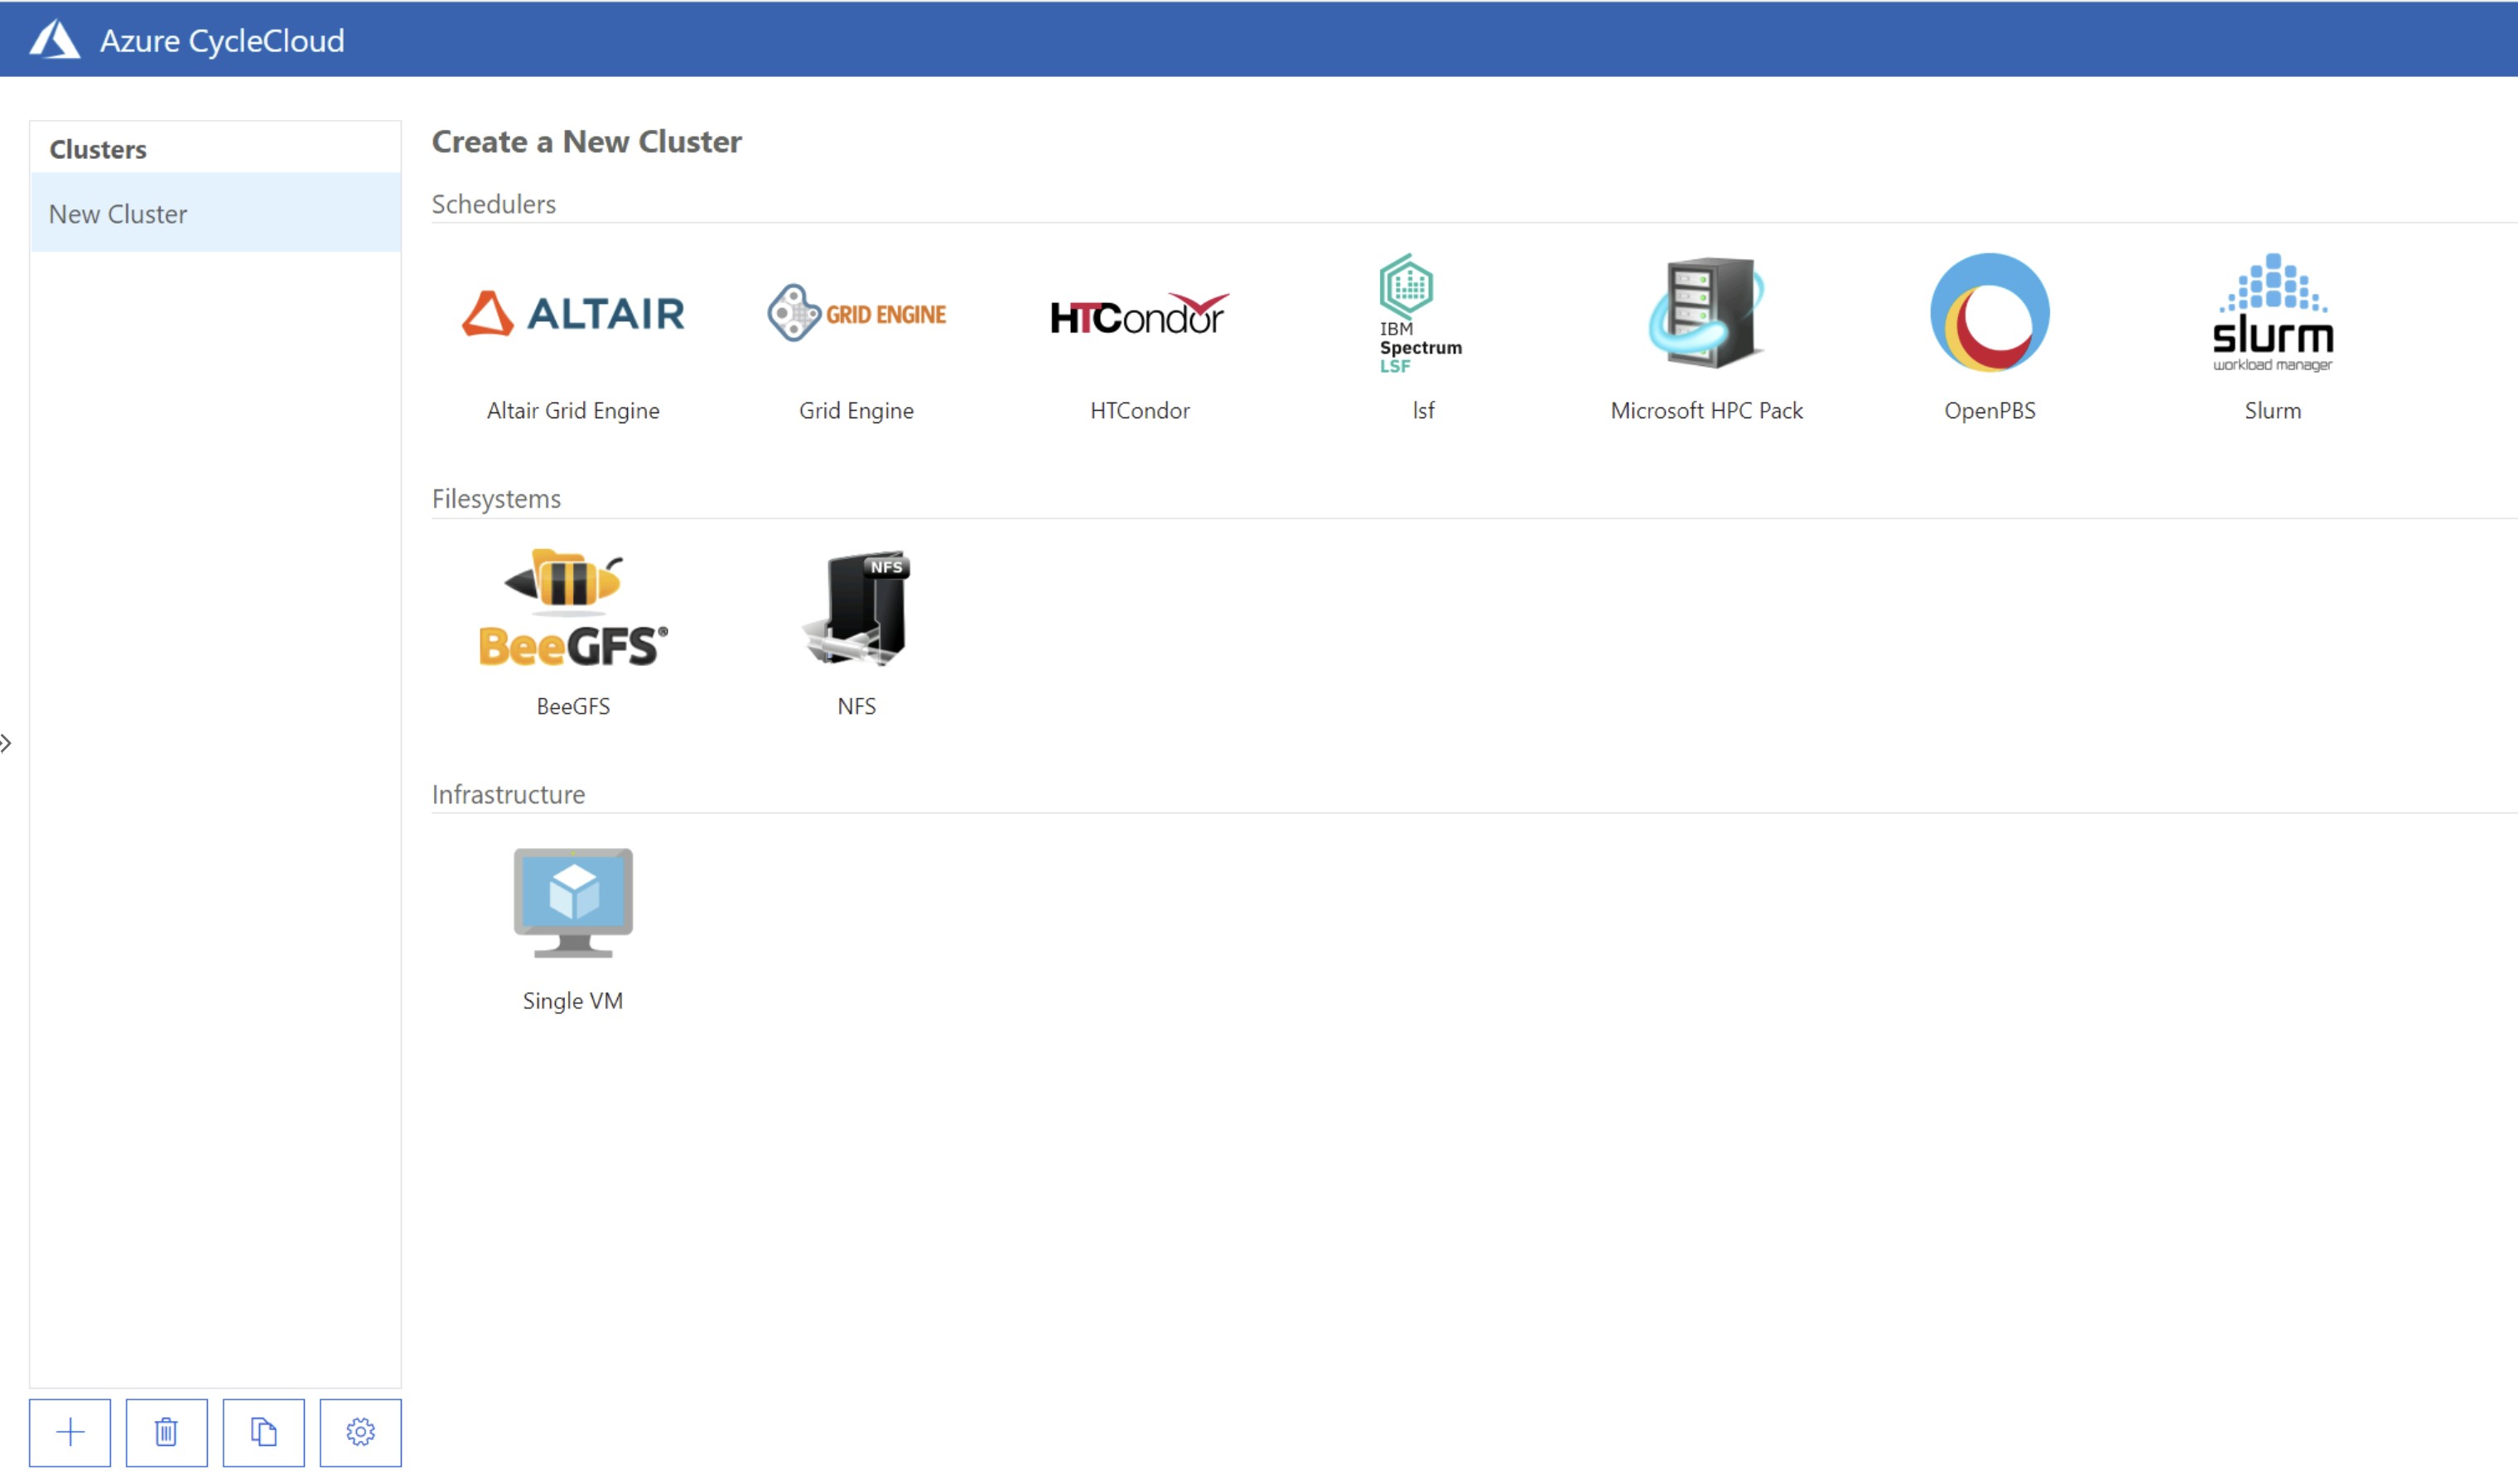 Azure CycleCloud
Clusters
New Cluster
Create a New Cluster
Schedulers
ALTAIR
GRID ENGINE
HTCondor
IBM
Spectrum
LSF
slurm
workload manager
Altair Grid Engine
Grid Engine
HTCondor
lsf
Microsoft HPC Pack
OpenPBS
Slurm
Filesystems
NFS
BeeGFS®
BeeGFS
NFS
Infrastructure
Single VM